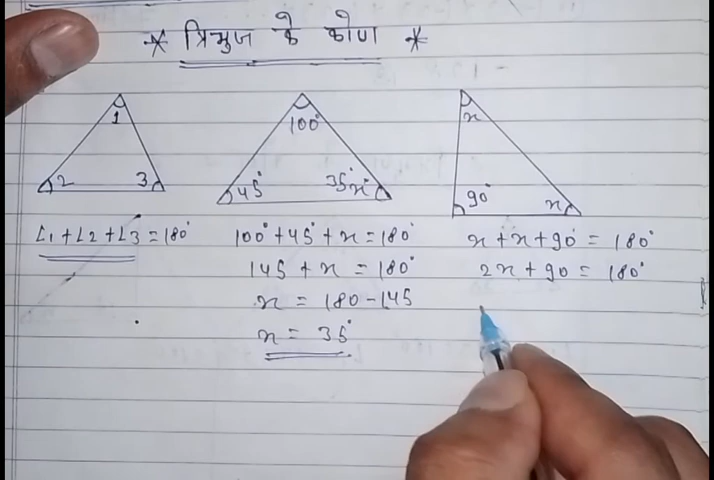 * त्रिभुज के कोण *
1
2 3
100°
45° 35° x°
x
90° x
∠1 + ∠2 + ∠3 = 180°
100° + 45° + x = 180°
145 + x = 180°
x = 180 - 145
x = 35°
x + x + 90° = 180°
2x + 90 = 180°